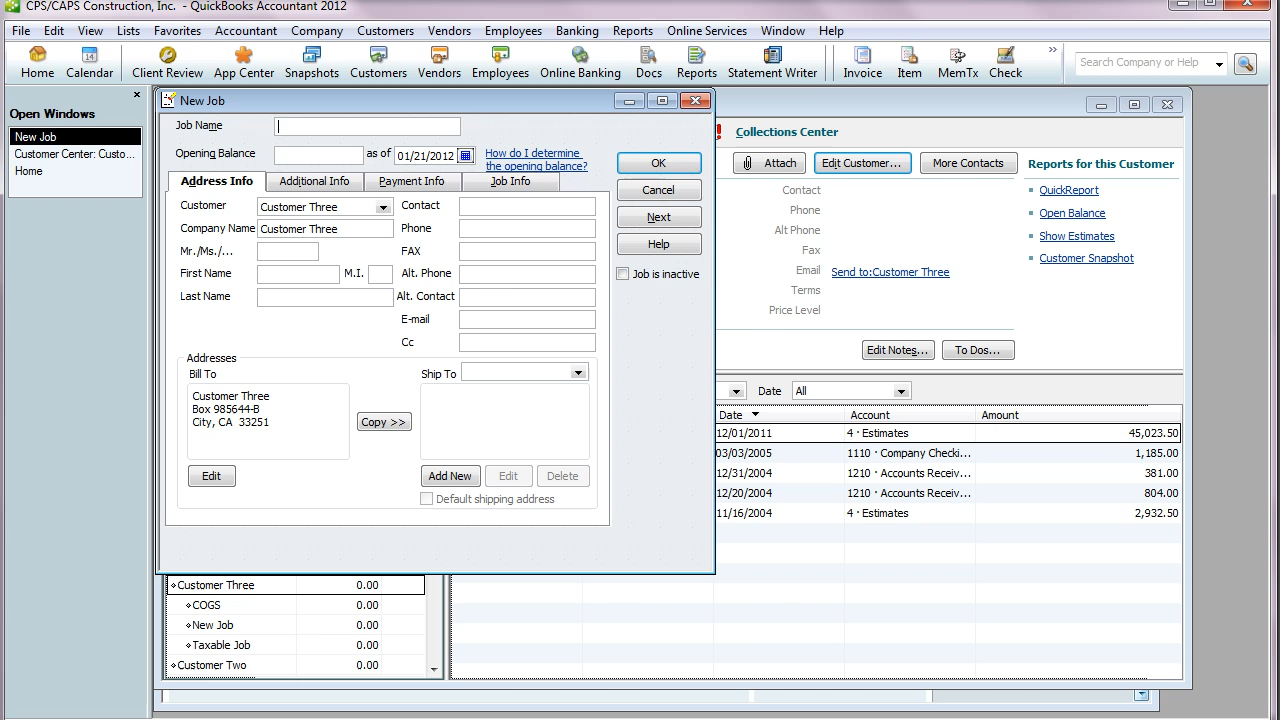 CPS/CAPS Construction, Inc. - QuickBooks Accountant 2012
File Edit View Lists Favorites Accountant Company Customers Vendors Employees Banking Reports Online Services Window Help
14
Home Calendar Client Review App Center Snapshots Customers Vendors Employees Online Banking Docs Reports Statement Writer Invoice Item MemTx Check
»
Search Company or Help
Open Windows
New Job
Customer Center: Custo...
Home
New Job
Job Name
Opening Balance as of 01/21/2012
How do I determine
the opening balance?
Address Info Additional Info Payment Info Job Info
Customer Customer Three
Company Name Customer Three
Mr./Ms./...
First Name M.I.
Last Name
Contact
Phone
FAX
Alt. Phone
Alt. Contact
E-mail
Cc
Addresses
Bill To
Customer Three
Box 985644-B
City, CA 33251
Edit
Copy >>
Ship To
Add New Edit Delete
Default shipping address
OK
Cancel
Next
Help
Job is inactive
Collections Center
Attach Edit Customer... More Contacts
Contact
Phone
Alt Phone
Fax
Email Send to:Customer Three
Terms
Price Level
Edit Notes... To Dos...
Reports for this Customer
QuickReport
Open Balance
Show Estimates
Customer Snapshot
Date All
Date Account Amount
12/01/2011 4 · Estimates 45,023.50
03/03/2005 1110 · Company Checki... 1,185.00
12/31/2004 1210 · Accounts Receiv... 381.00
12/20/2004 1210 · Accounts Receiv... 804.00
11/16/2004 4 · Estimates 2,932.50
Customer Three 0.00
COGS 0.00
New Job 0.00
Taxable Job 0.00
Customer Two 0.00